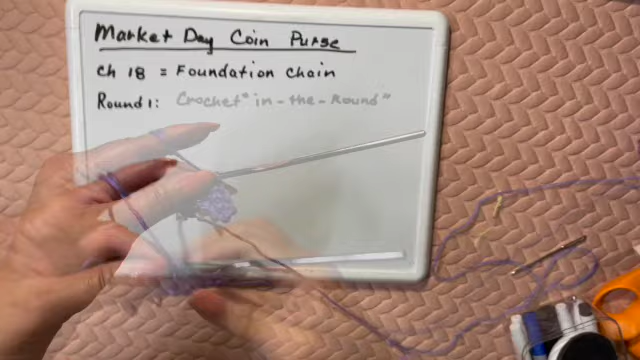 Market Day Coin Purse
Ch 18 = Foundation Chain
Round 1: Crochet "in-the-Round"